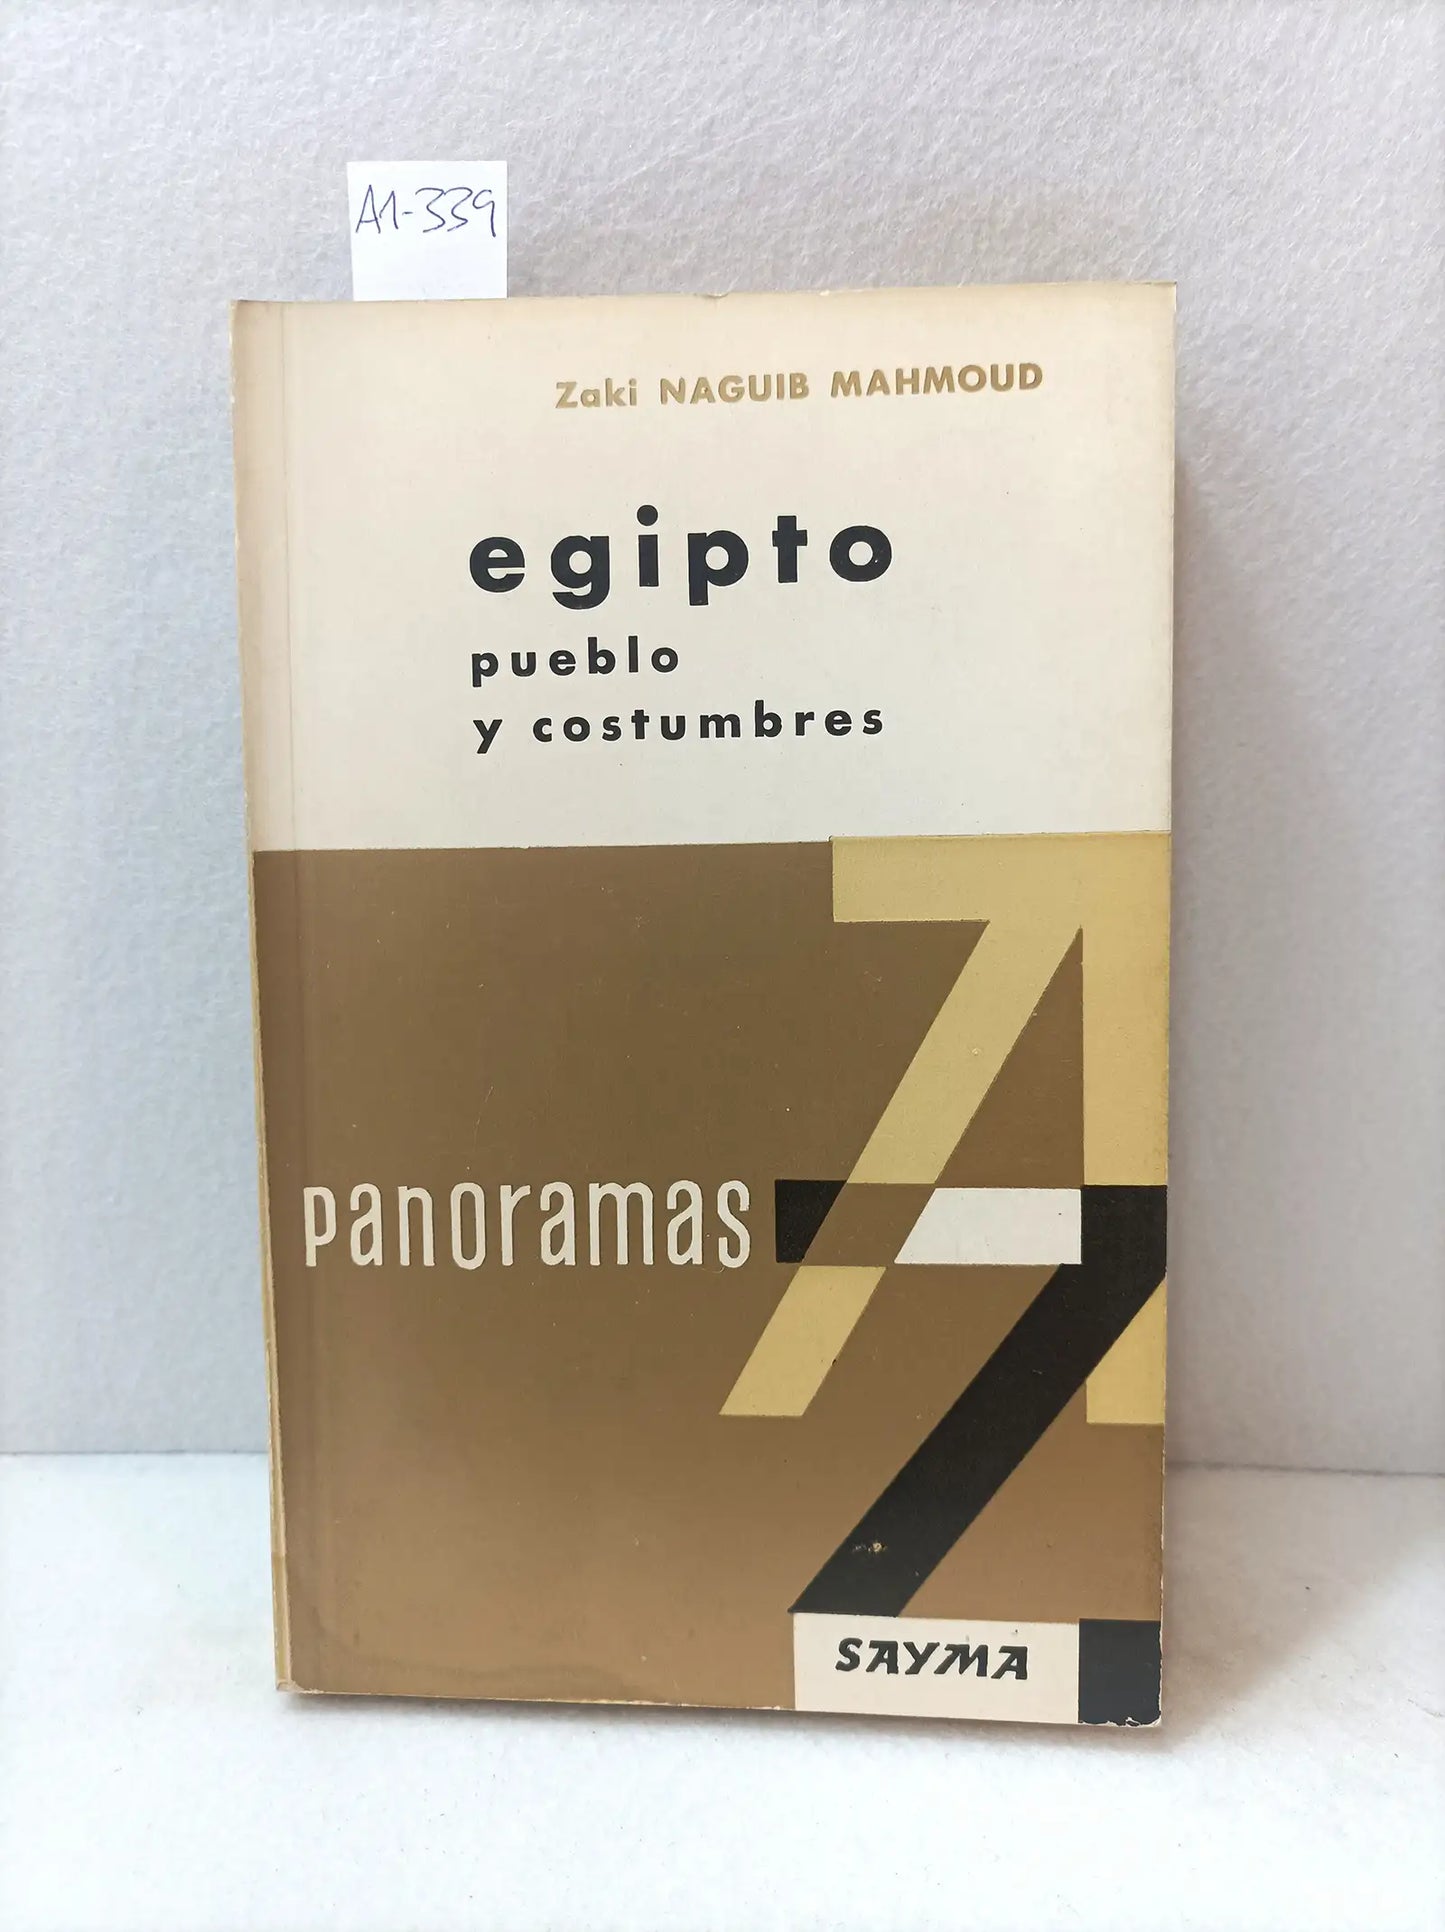 A1-339
Zaki NAGUIB MAHMOUD
egipto
pueblo
y costumbres
panoramas
SAYMA